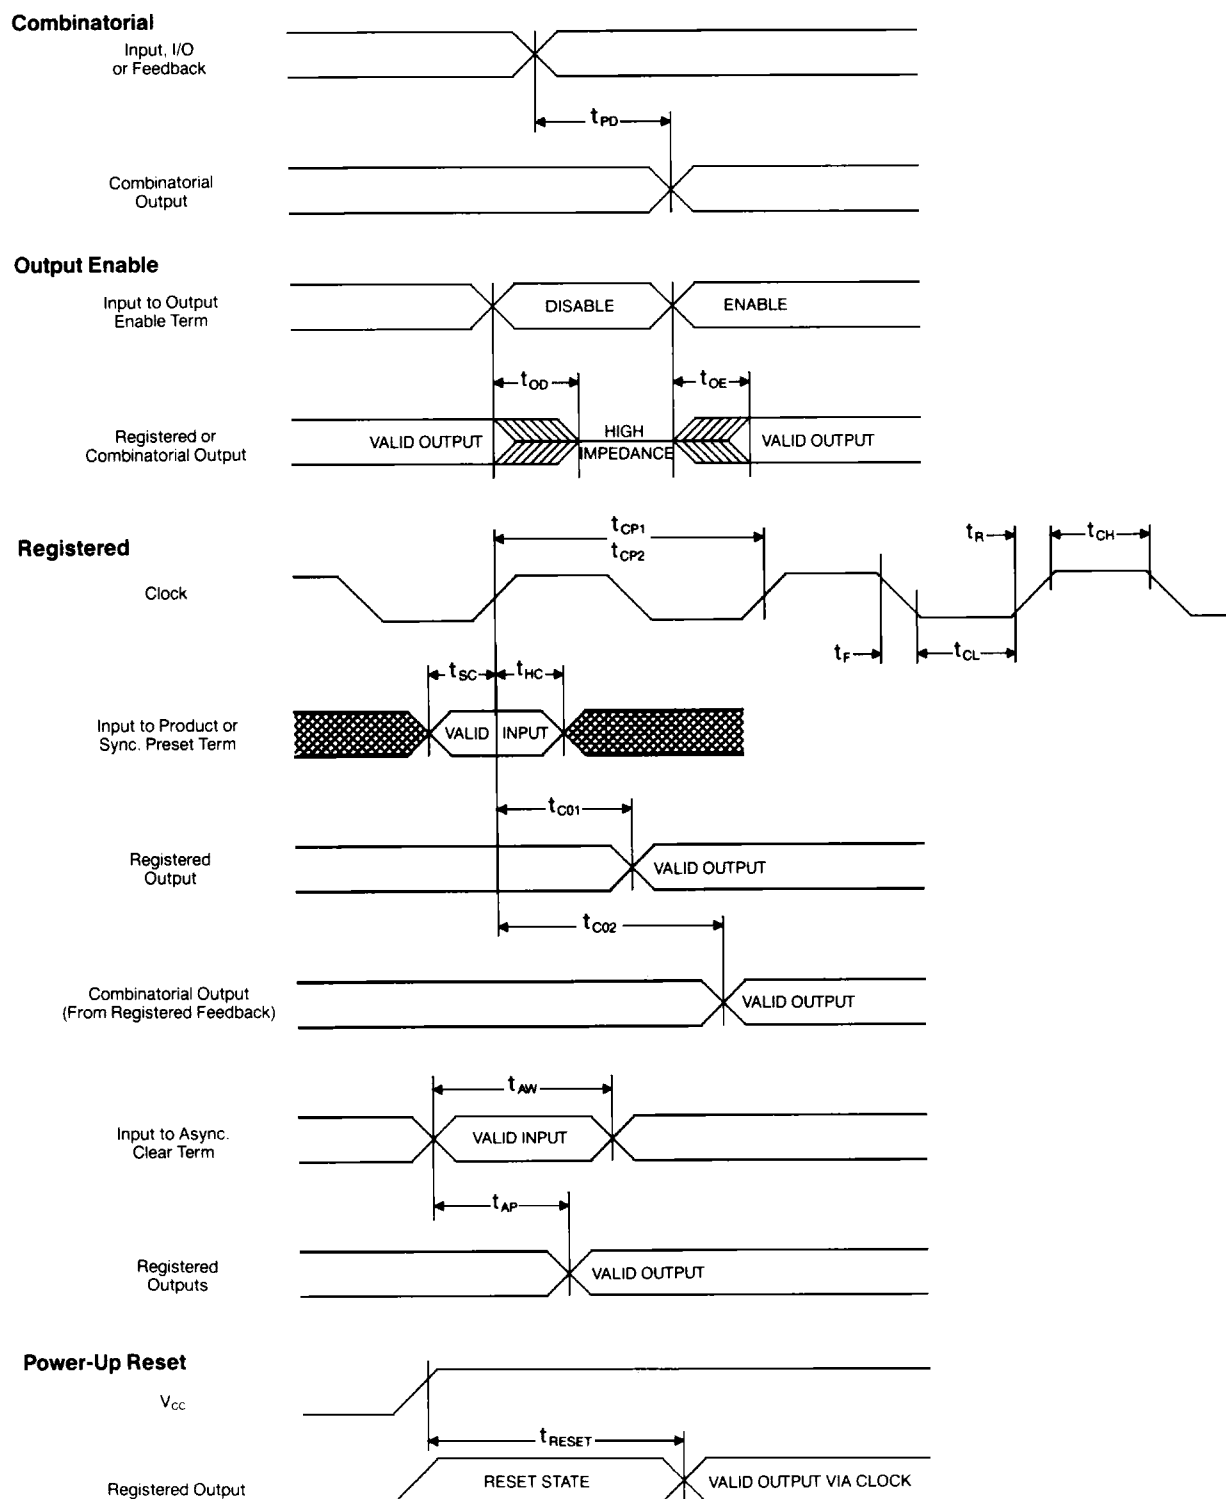 Combinatorial
Input, I/O
or Feedback
tPD
Combinatorial
Output
Output Enable
Input to Output
Enable Term
DISABLE
ENABLE
tOD
tOE
Registered or
Combinatorial Output
VALID OUTPUT
HIGH
IMPEDANCE
VALID OUTPUT
Registered
tCP1
tCP2
tR
tCH
Clock
tF
tCL
tSC
tHC
Input to Product or
Sync. Preset Term
VALID INPUT
tC01
Registered
Output
VALID OUTPUT
tC02
Combinatorial Output
(From Registered Feedback)
VALID OUTPUT
tAW
Input to Async.
Clear Term
VALID INPUT
tAP
Registered
Outputs
VALID OUTPUT
Power-Up Reset
VCC
tRESET
Registered Output
RESET STATE
VALID OUTPUT VIA CLOCK